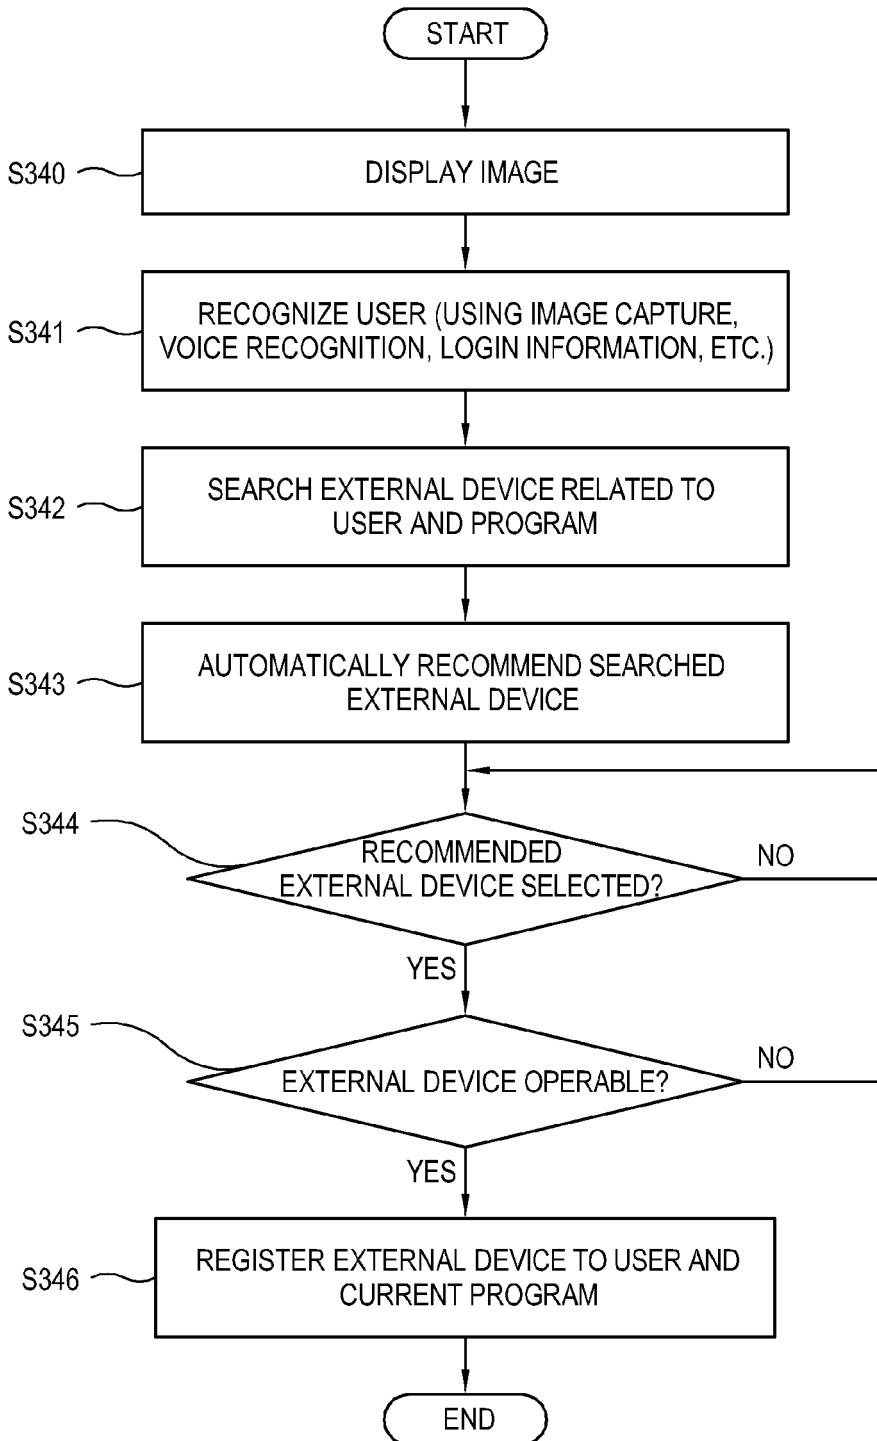 START
S340
DISPLAY IMAGE
S341
RECOGNIZE USER (USING IMAGE CAPTURE,
VOICE RECOGNITION, LOGIN INFORMATION, ETC.)
S342
SEARCH EXTERNAL DEVICE RELATED TO
USER AND PROGRAM
S343
AUTOMATICALLY RECOMMEND SEARCHED
EXTERNAL DEVICE
S344
RECOMMENDED
EXTERNAL DEVICE SELECTED?
NO
YES
S345
EXTERNAL DEVICE OPERABLE?
NO
YES
S346
REGISTER EXTERNAL DEVICE TO USER AND
CURRENT PROGRAM
END